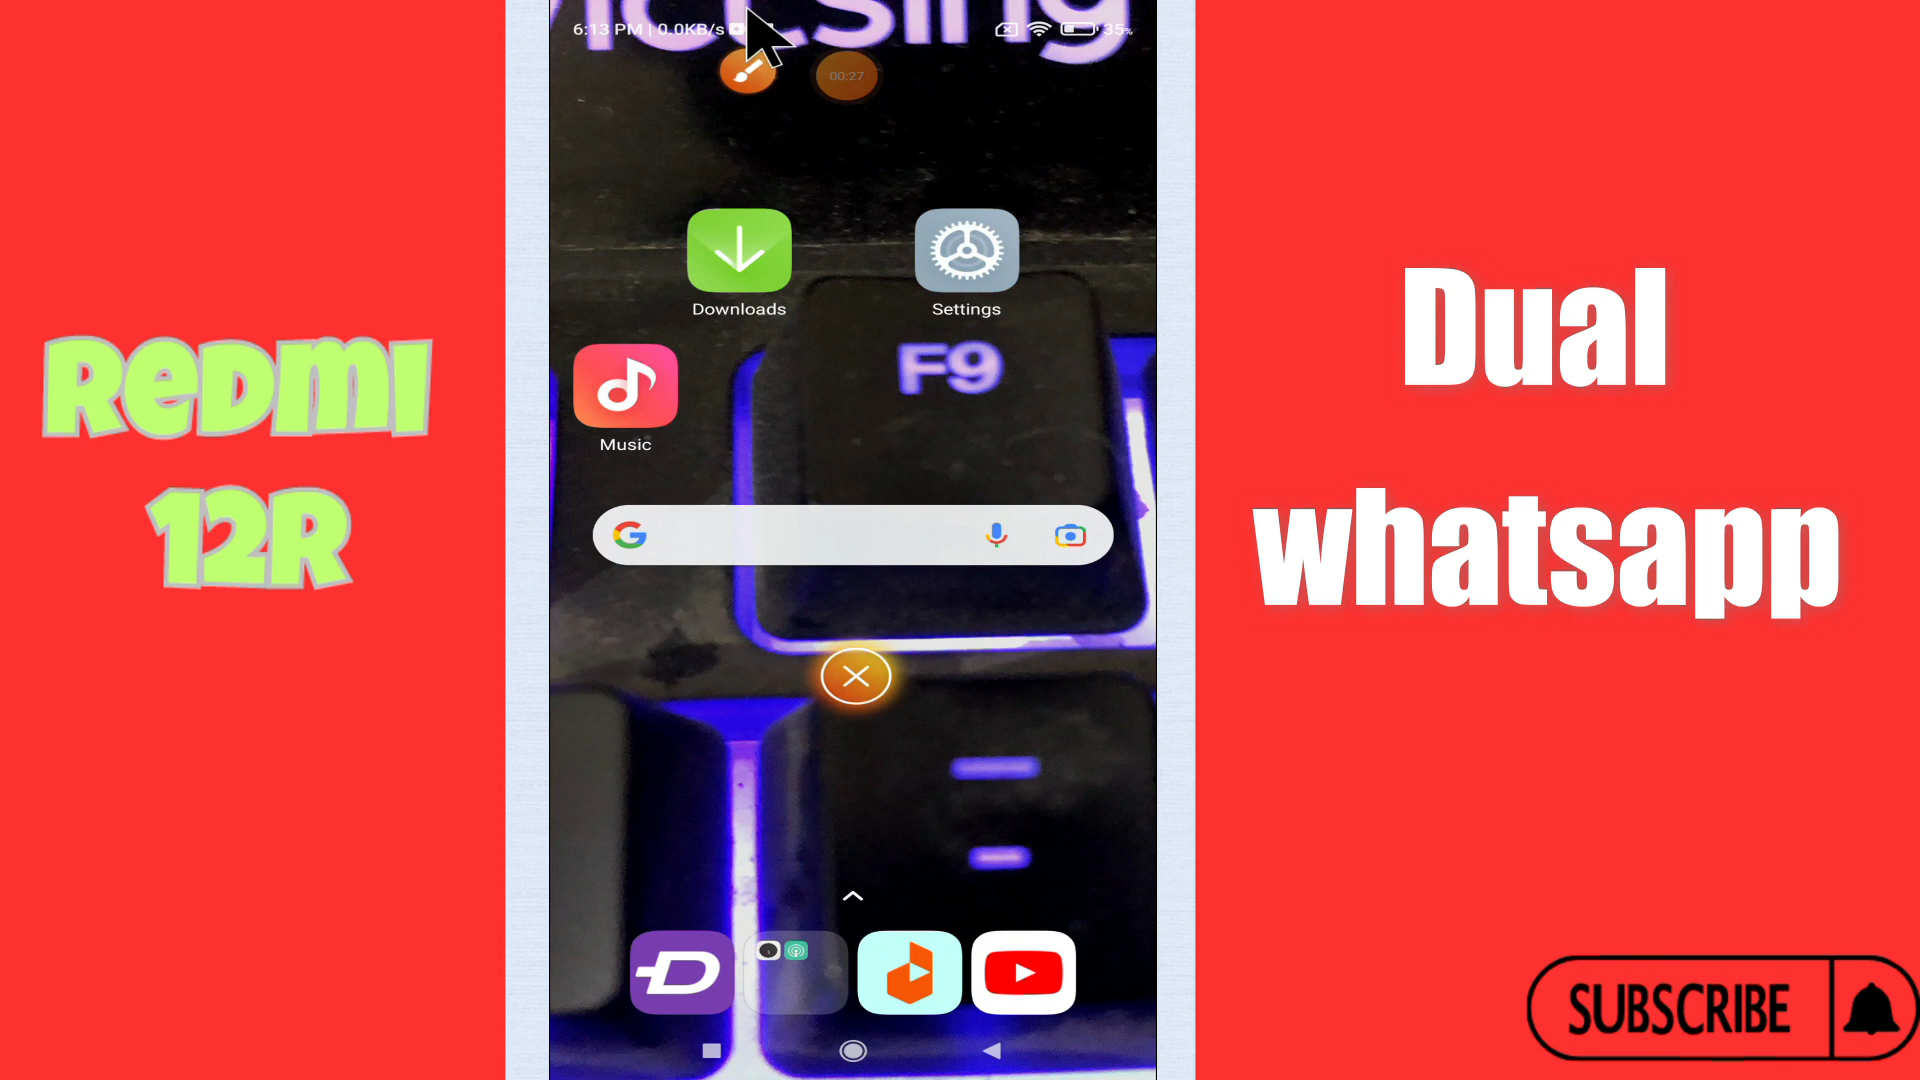 6:13 PM | 0.0KB/s
35%
00:27
Downloads
Settings
F9
Music
Redmi
12R
Dual
whatsapp
SUBSCRIBE